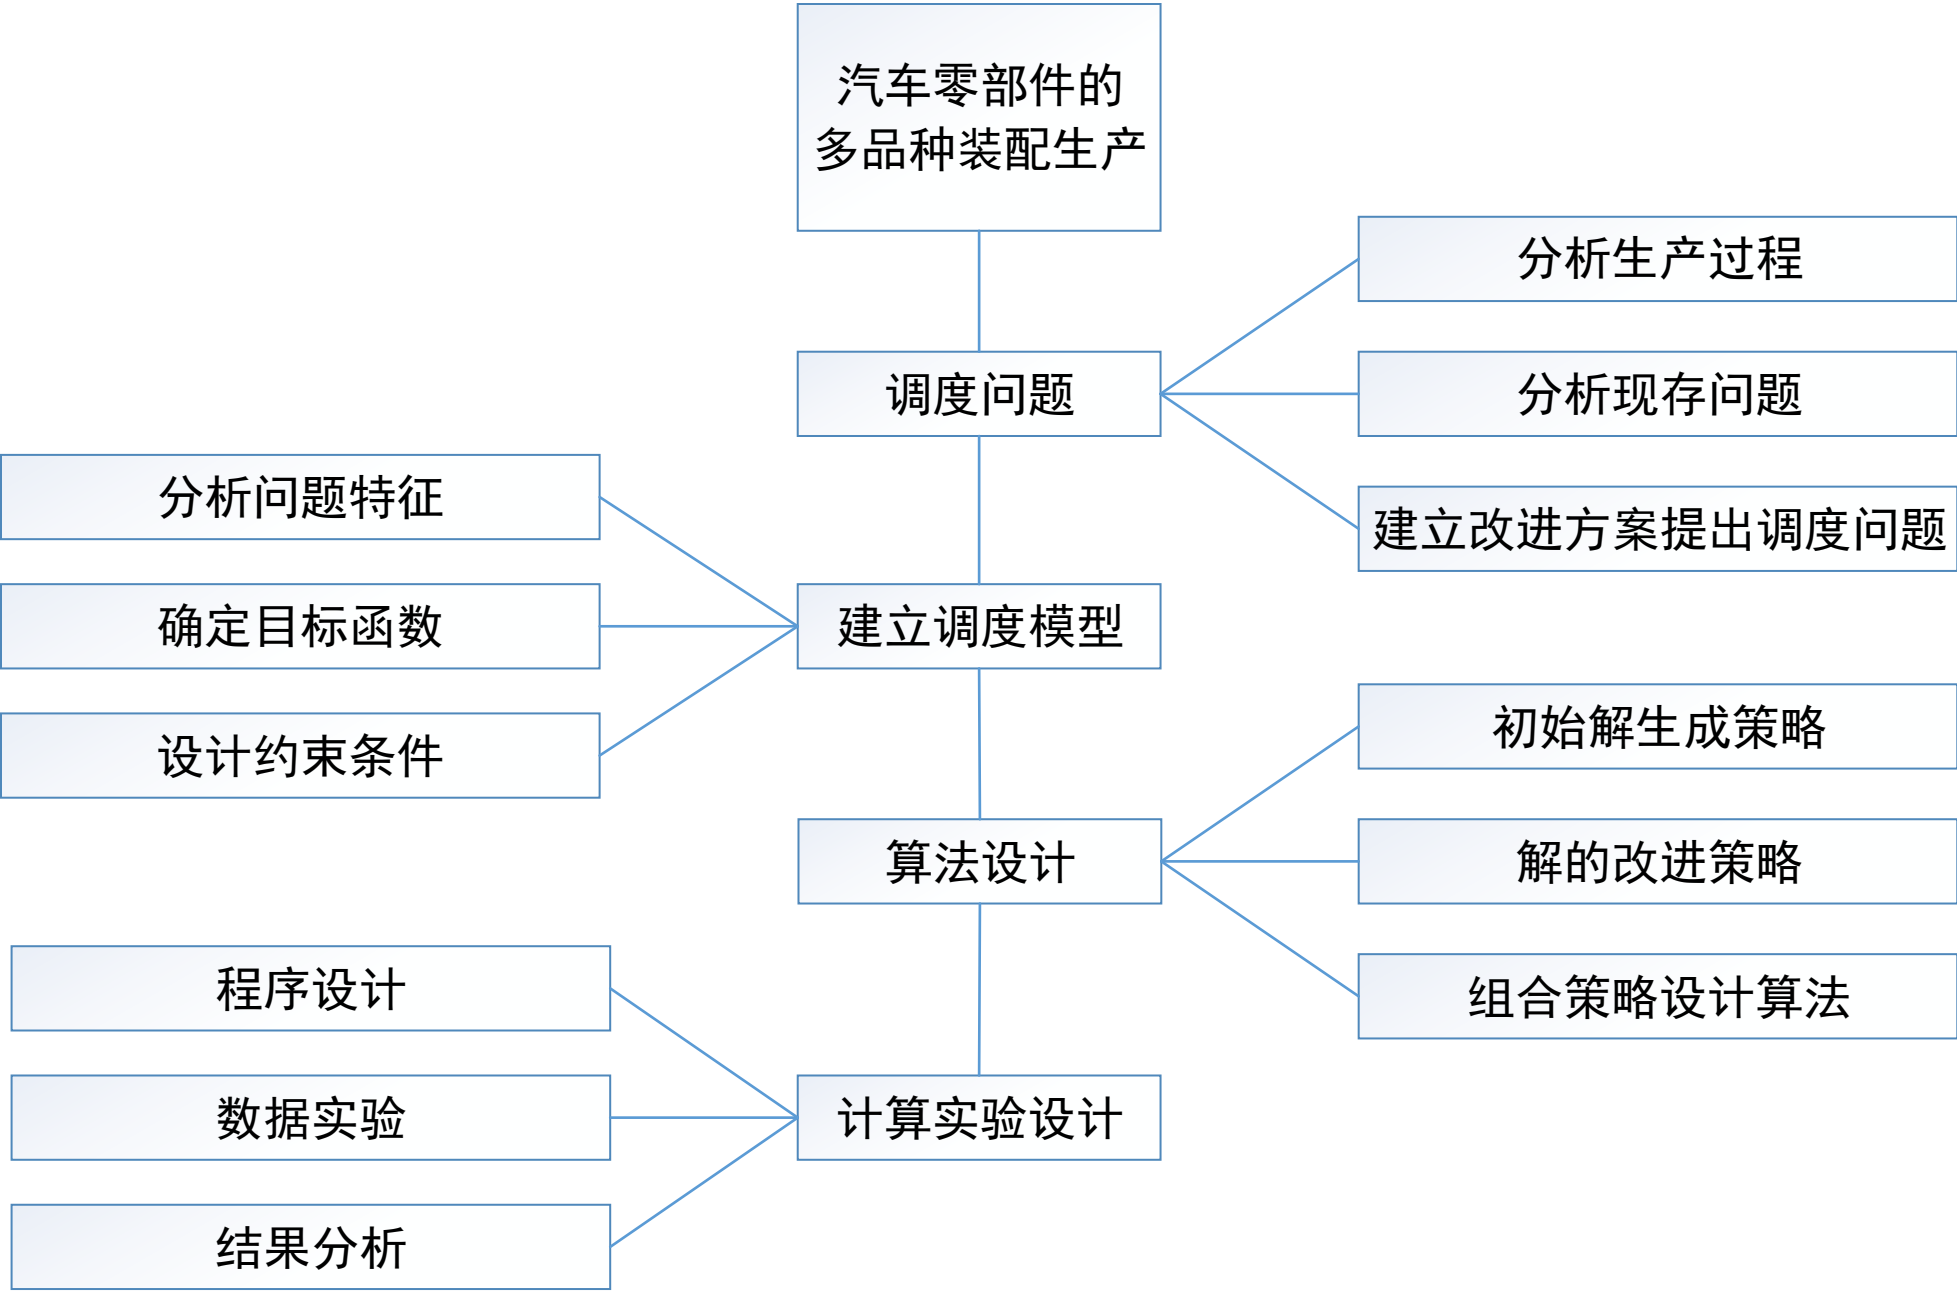 汽车零部件的
多品种装配生产
分析生产过程
调度问题
分析现存问题
建立改进方案提出调度问题
分析问题特征
确定目标函数
建立调度模型
设计约束条件
初始解生成策略
算法设计
解的改进策略
组合策略设计算法
程序设计
数据实验
计算实验设计
结果分析